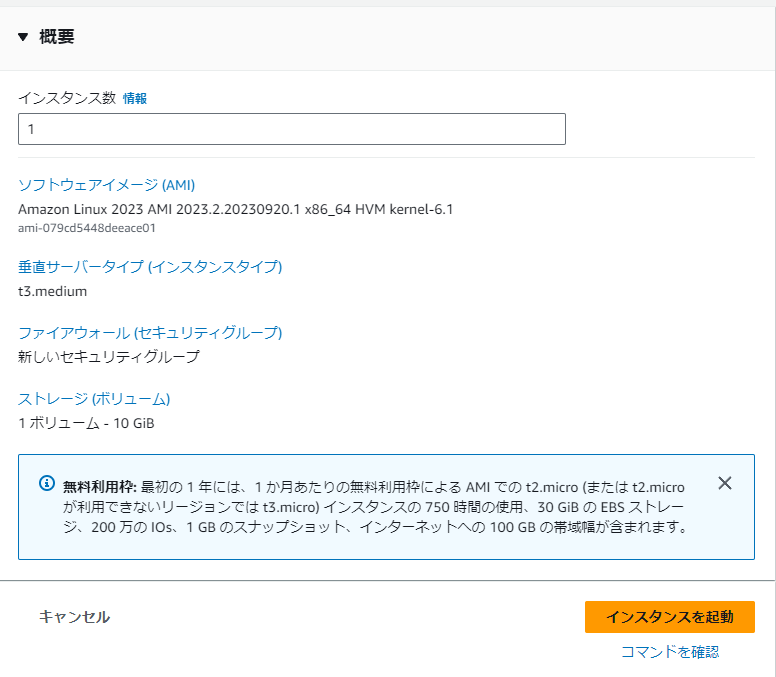 ▼ 概要
インスタンス数 情報
1
ソフトウェアイメージ (AMI)
Amazon Linux 2023 AMI 2023.2.20230920.1 x86_64 HVM kernel-6.1
ami-079cd5448deeace01
垂直サーバータイプ (インスタンスタイプ)
t3.medium
ファイアウォール (セキュリティグループ)
新しいセキュリティグループ
ストレージ (ボリューム)
1 ボリューム - 10 GiB
無料利用枠: 最初の 1 年には、1 か月あたりの無料利用枠による AMI での t2.micro (または t2.micro
が利用できないリージョンでは t3.micro) インスタンスの 750 時間の使用、30 GiB の EBS ストレー
ジ、200 万の IOs、1 GB のスナップショット、インターネットへの 100 GB の帯域幅が含まれます。
キャンセル
インスタンスを起動
コマンドを確認